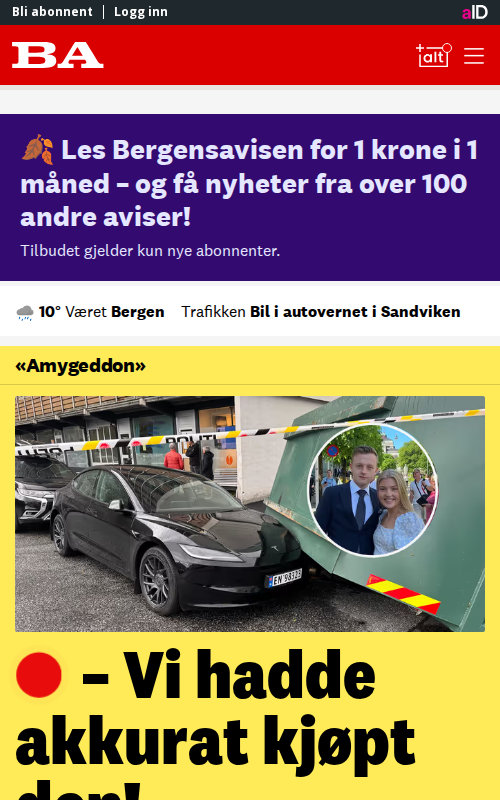 Bli abonnent | Logg inn
aID
BA
+alt
Les Bergensavisen for 1 krone i 1
måned – og få nyheter fra over 100
andre aviser!
Tilbudet gjelder kun nye abonnenter.
10° Været Bergen Trafikken Bil i autovernet i Sandviken
«Amygeddon»
EN 98323
– Vi hadde
akkurat kjøpt
den!